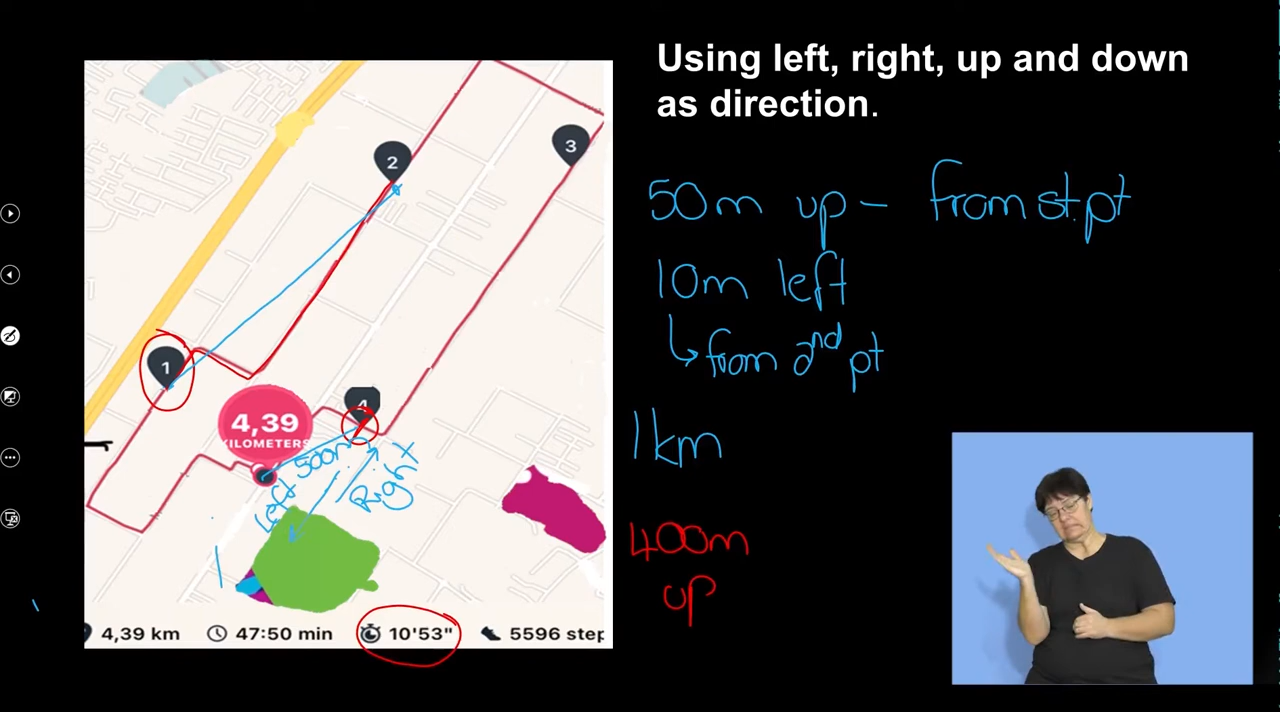 Using left, right, up and down
as direction.
50m up - from st.pt
10m left
from 2nd pt
1km
400m
up
2
3
1
4
4,39
KILOMETERS
Left 500m
Right
4,39 km 47:50 min 10'53" 5596 step